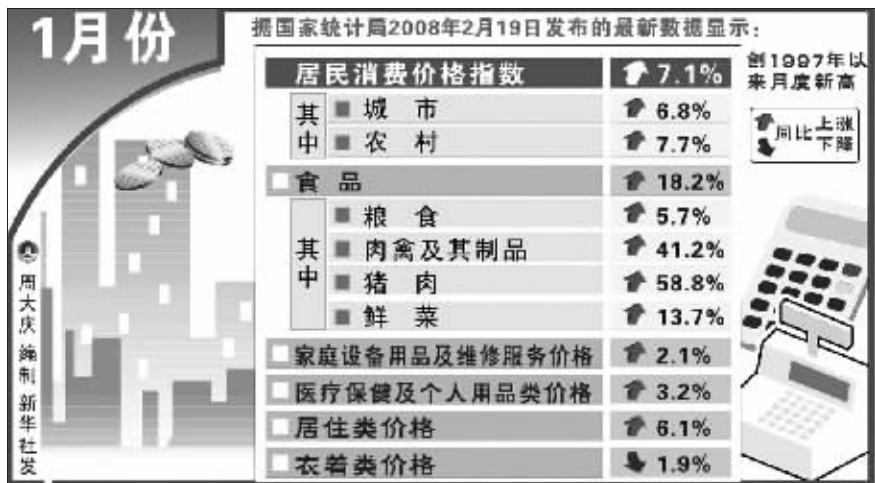 1月份
据国家统计局2008年2月19日发布的最新数据显示：
创1997年以
来月度新高
同比上涨
下降
居民消费价格指数 7.1%
其中
城市 6.8%
农村 7.7%
食品 18.2%
其中
粮食 5.7%
肉禽及其制品 41.2%
猪肉 58.8%
鲜菜 13.7%
家庭设备用品及维修服务价格 2.1%
医疗保健及个人用品类价格 3.2%
居住类价格 6.1%
衣着类价格 1.9%
周大庆 编制 新华社发